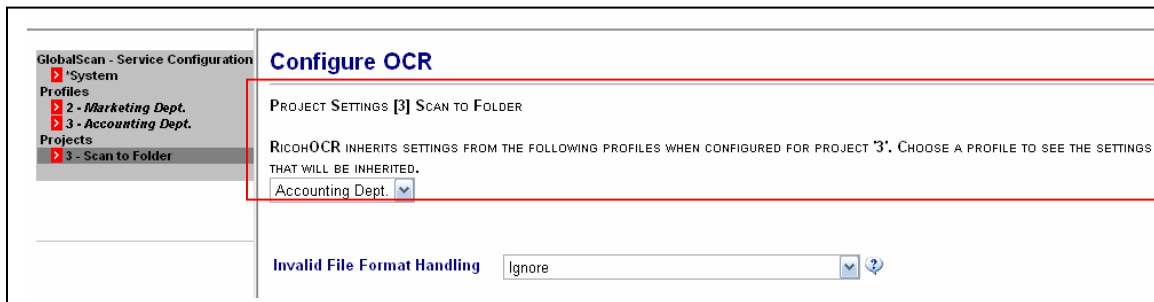 GlobalScan - Service Configuration
*System
Profiles
2 - Marketing Dept.
3 - Accounting Dept.
Projects
3 - Scan to Folder
Configure OCR
PROJECT SETTINGS [3] SCAN TO FOLDER
RICOHOCR INHERITS SETTINGS FROM THE FOLLOWING PROFILES WHEN CONFIGURED FOR PROJECT '3'. CHOOSE A PROFILE TO SEE THE SETTINGS
THAT WILL BE INHERITED.
Accounting Dept.
Invalid File Format Handling Ignore ?